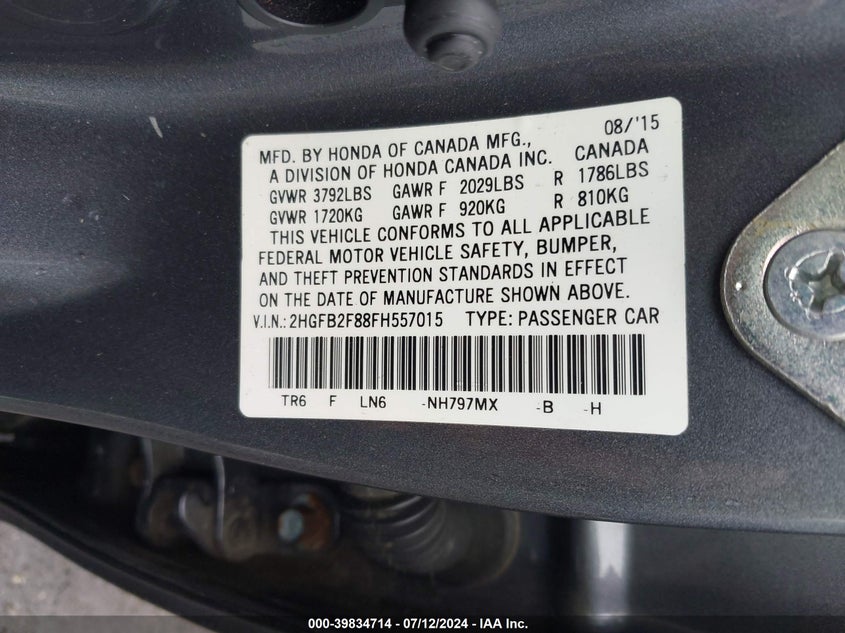 08/'15
MFD. BY HONDA OF CANADA MFG.,
A DIVISION OF HONDA CANADA INC. CANADA
GVWR 3792LBS GAWR F 2029LBS R 1786LBS
GVWR 1720KG GAWR F 920KG R 810KG
THIS VEHICLE CONFORMS TO ALL APPLICABLE
FEDERAL MOTOR VEHICLE SAFETY, BUMPER,
AND THEFT PREVENTION STANDARDS IN EFFECT
ON THE DATE OF MANUFACTURE SHOWN ABOVE.
V.I.N.: 2HGFB2F88FH557015 TYPE: PASSENGER CAR
TR6 F LN6 -NH797MX -B -H
000-39834714 - 07/12/2024 - IAA Inc.